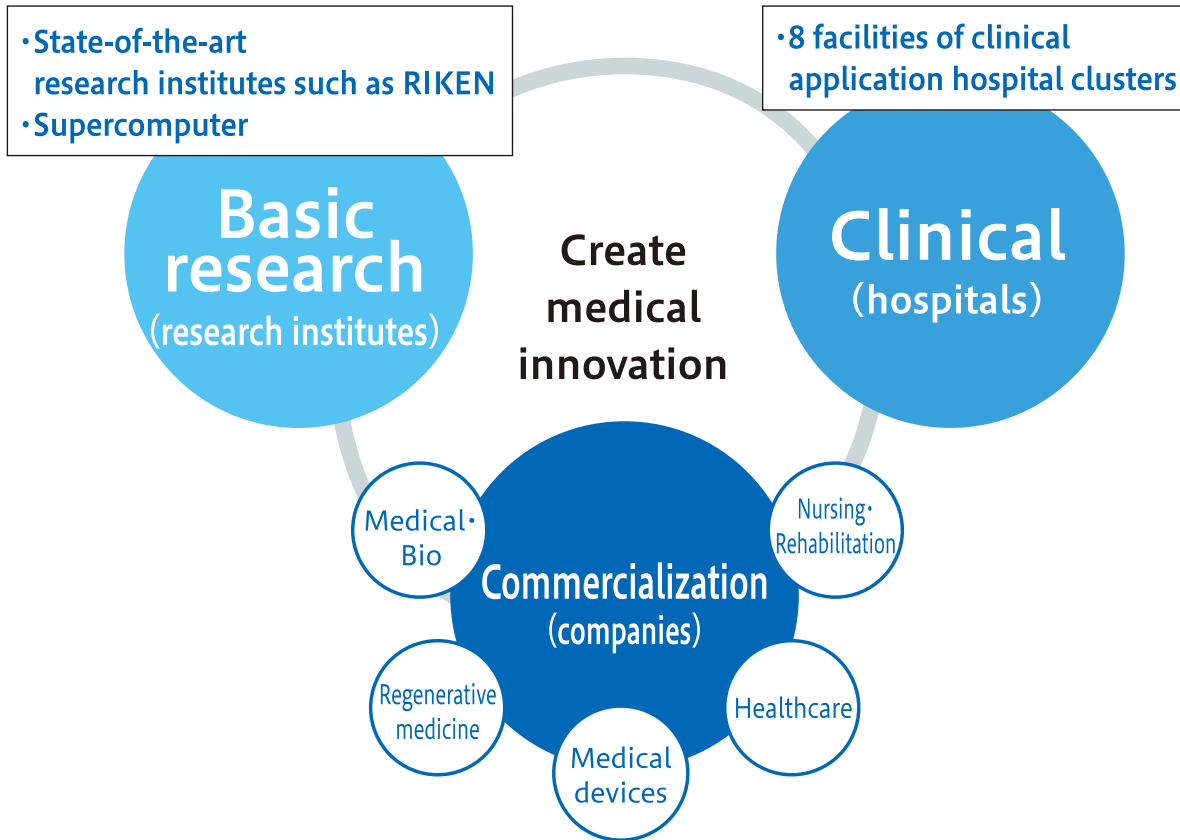 ・State-of-the-art
research institutes such as RIKEN
・Supercomputer
・8 facilities of clinical
application hospital clusters
Basic
research
(research institutes)
Clinical
(hospitals)
Create
medical
innovation
Medical・
Bio
Nursing・
Rehabilitation
Commercialization
(companies)
Regenerative
medicine
Healthcare
Medical
devices